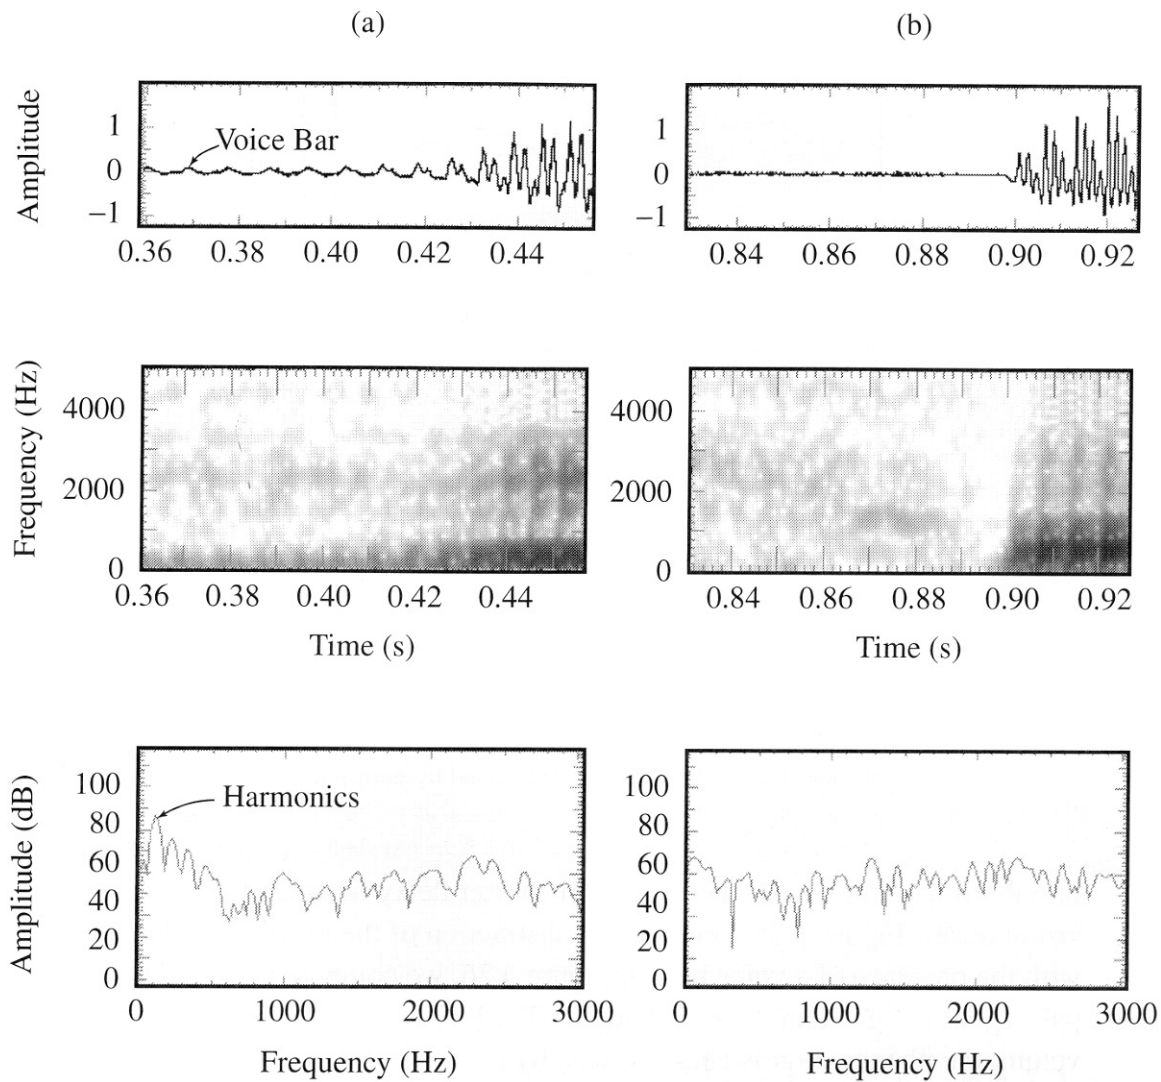 (a) (b)
Amplitude
1
0
−1
Voice Bar
0.36 0.38 0.40 0.42 0.44
1
0
−1
0.84 0.86 0.88 0.90 0.92
Frequency (Hz)
4000
2000
0
0.36 0.38 0.40 0.42 0.44
Time (s)
4000
2000
0
0.84 0.86 0.88 0.90 0.92
Time (s)
Amplitude (dB)
100
80
60
40
20
0
Harmonics
0 1000 2000 3000
Frequency (Hz)
100
80
60
40
20
0
0 1000 2000 3000
Frequency (Hz)